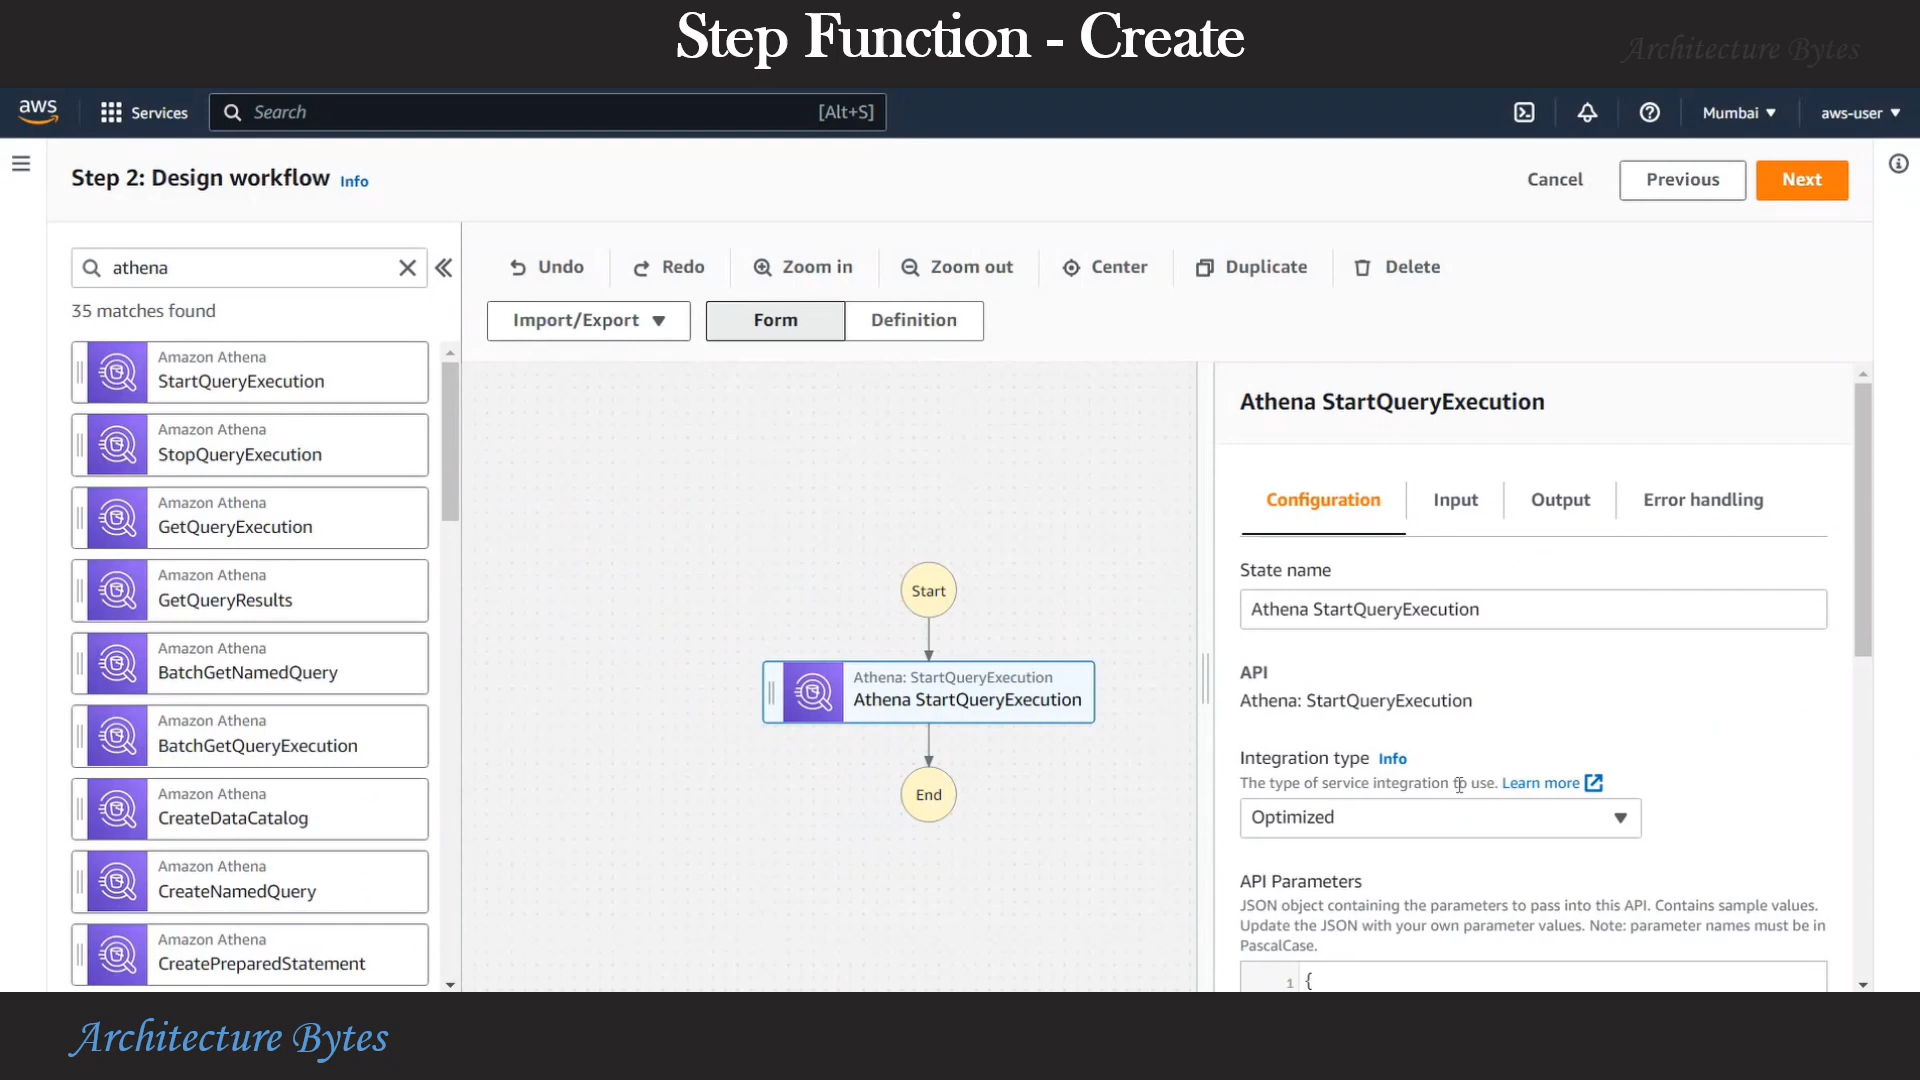 Step Function - Create
Architecture Bytes
aws
Services
Search
[Alt+S]
Mumbai
aws-user
Step 2: Design workflow
Info
Cancel
Previous
Next
athena
35 matches found
Undo
Redo
Zoom in
Zoom out
Center
Duplicate
Delete
Import/Export
Form
Definition
Amazon Athena
StartQueryExecution
Amazon Athena
StopQueryExecution
Amazon Athena
GetQueryExecution
Amazon Athena
GetQueryResults
Amazon Athena
BatchGetNamedQuery
Amazon Athena
BatchGetQueryExecution
Amazon Athena
CreateDataCatalog
Amazon Athena
CreateNamedQuery
Amazon Athena
CreatePreparedStatement
Start
Athena: StartQueryExecution
Athena StartQueryExecution
End
Athena StartQueryExecution
Configuration
Input
Output
Error handling
State name
Athena StartQueryExecution
API
Athena: StartQueryExecution
Integration type Info
The type of service integration to use. Learn more
Optimized
API Parameters
JSON object containing the parameters to pass into this API. Contains sample values.
Update the JSON with your own parameter values. Note: parameter names must be in
PascalCase.
1 {
Architecture Bytes